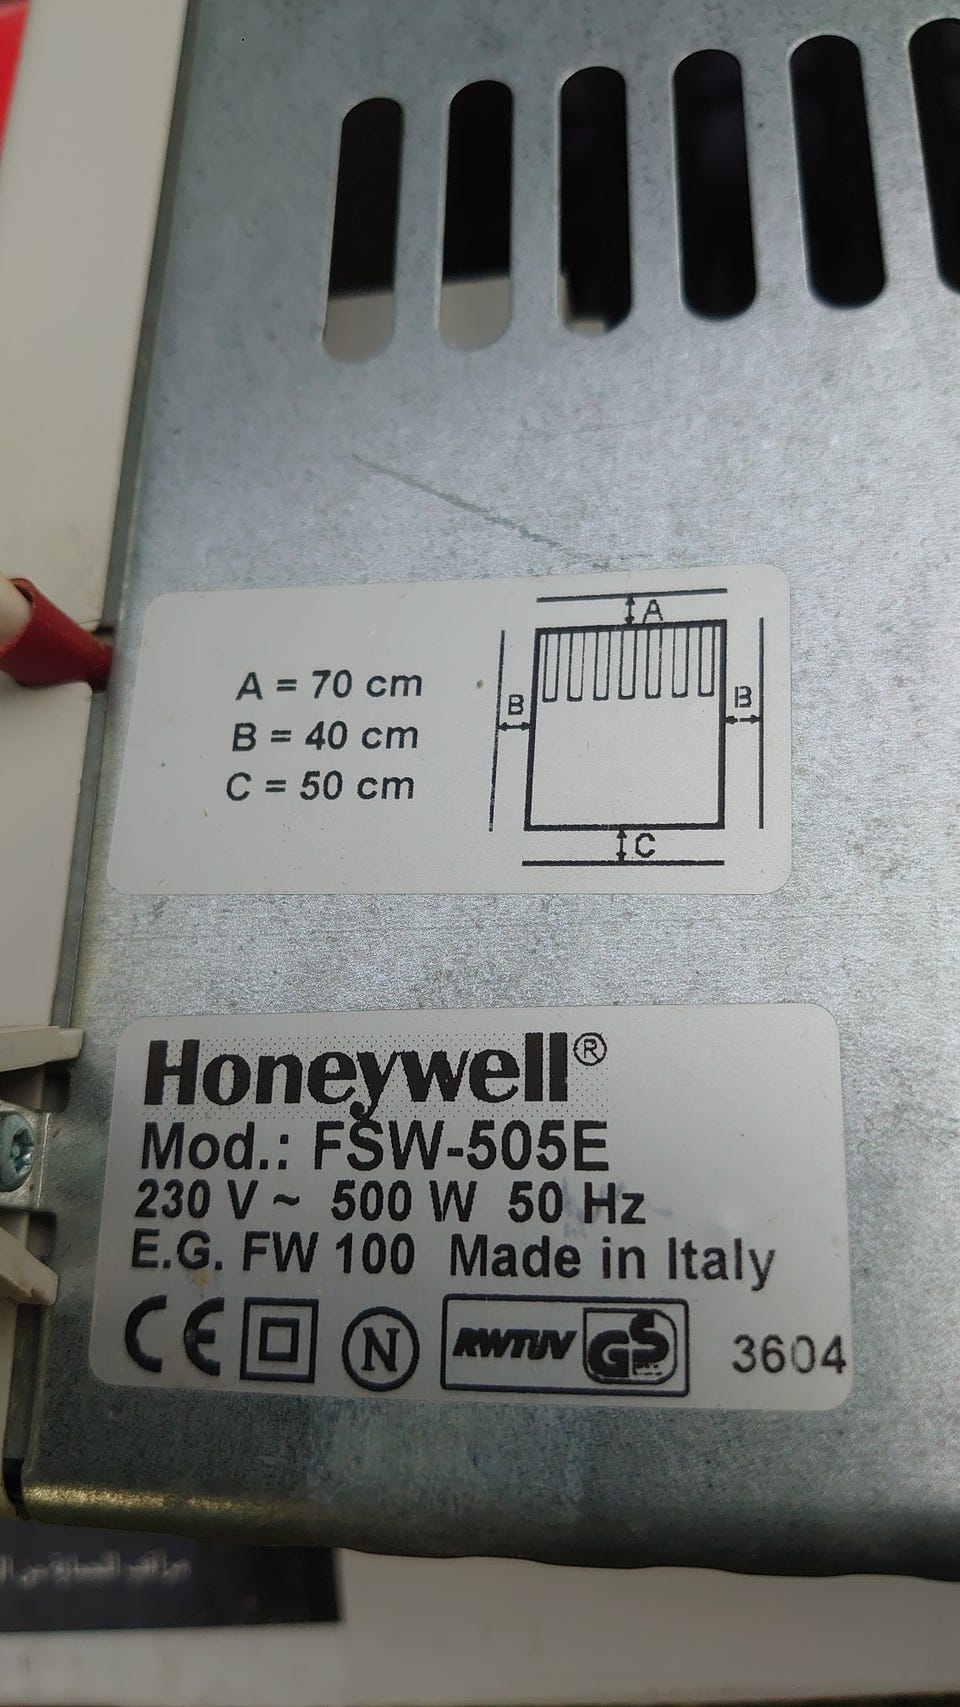 A
A = 70 cm
B
B
B = 40 cm
C = 50 cm
C
Honeywell®
Mod.: FSW-505E
230 V ~ 500 W 50 Hz
E.G. FW 100 Made in Italy
CE N RWTUV GS 3604